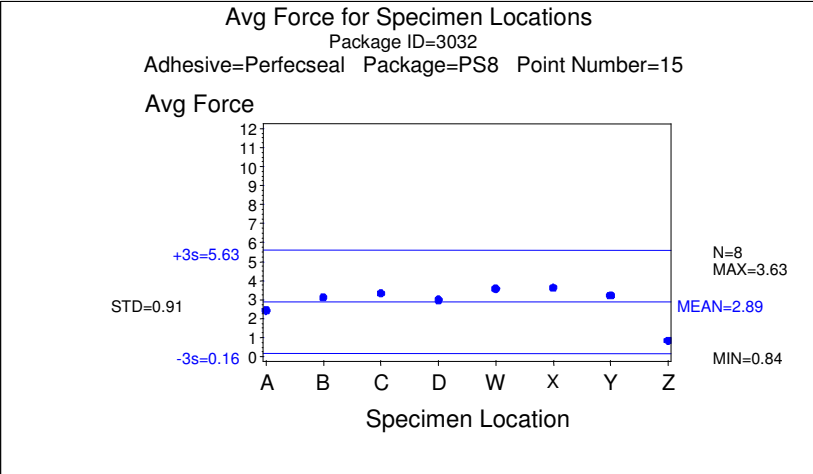 Avg Force for Specimen Locations
Package ID=3032
Adhesive=Perfecseal Package=PS8 Point Number=15
Avg Force
12
11
10
9
8
7
6
+3s=5.63
N=8
5
MAX=3.63
4
3
STD=0.91
MEAN=2.89
2
1
-3s=0.16
0
MIN=0.84
A B C D W X Y Z
Specimen Location